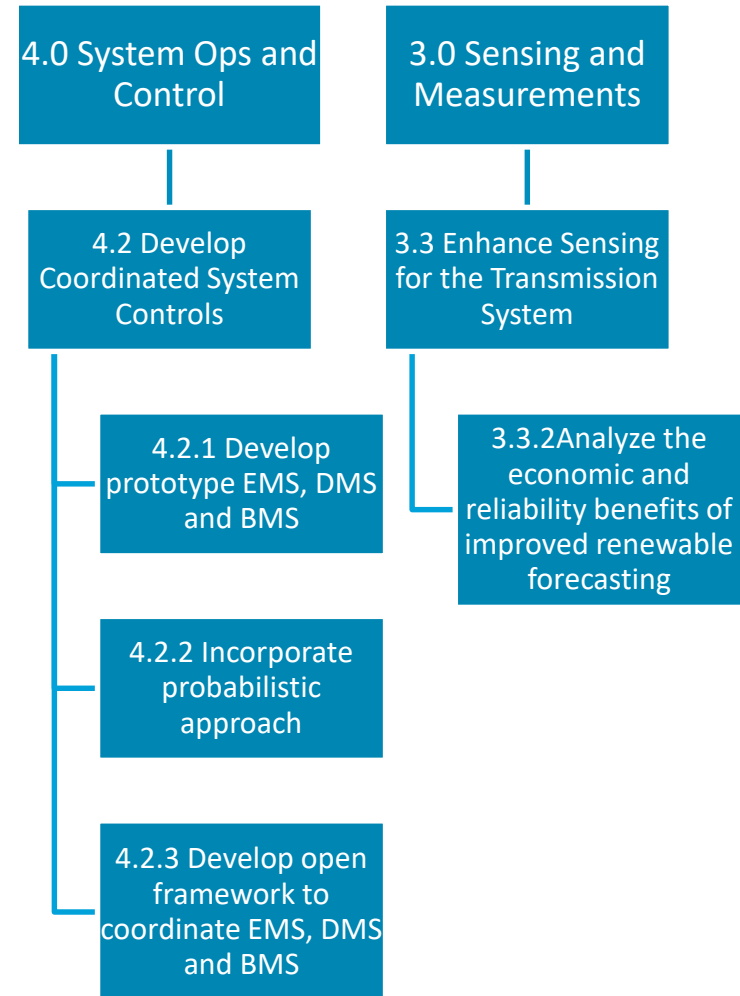 4.0 System Ops and
Control
4.2 Develop
Coordinated System
Controls
4.2.1 Develop
prototype EMS, DMS
and BMS
4.2.2 Incorporate
probabilistic
approach
4.2.3 Develop open
framework to
coordinate EMS, DMS
and BMS
3.0 Sensing and
Measurements
3.3 Enhance Sensing
for the Transmission
System
3.3.2Analyze the
economic and
reliability benefits of
improved renewable
forecasting